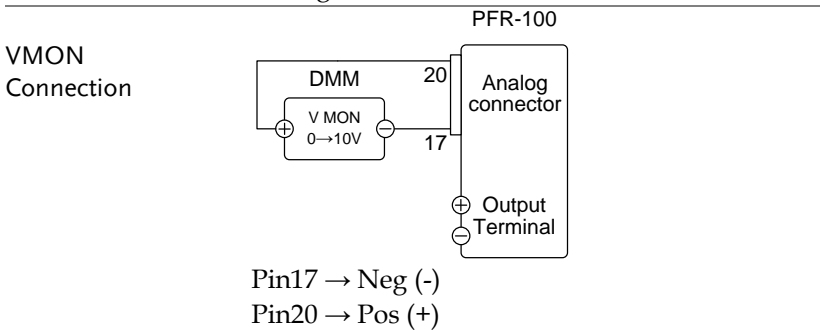 PFR-100
VMON
Connection
DMM
20
Analog
connector
V MON
0→10V
17
Output
Terminal
Pin17 → Neg (-)
Pin20 → Pos (+)